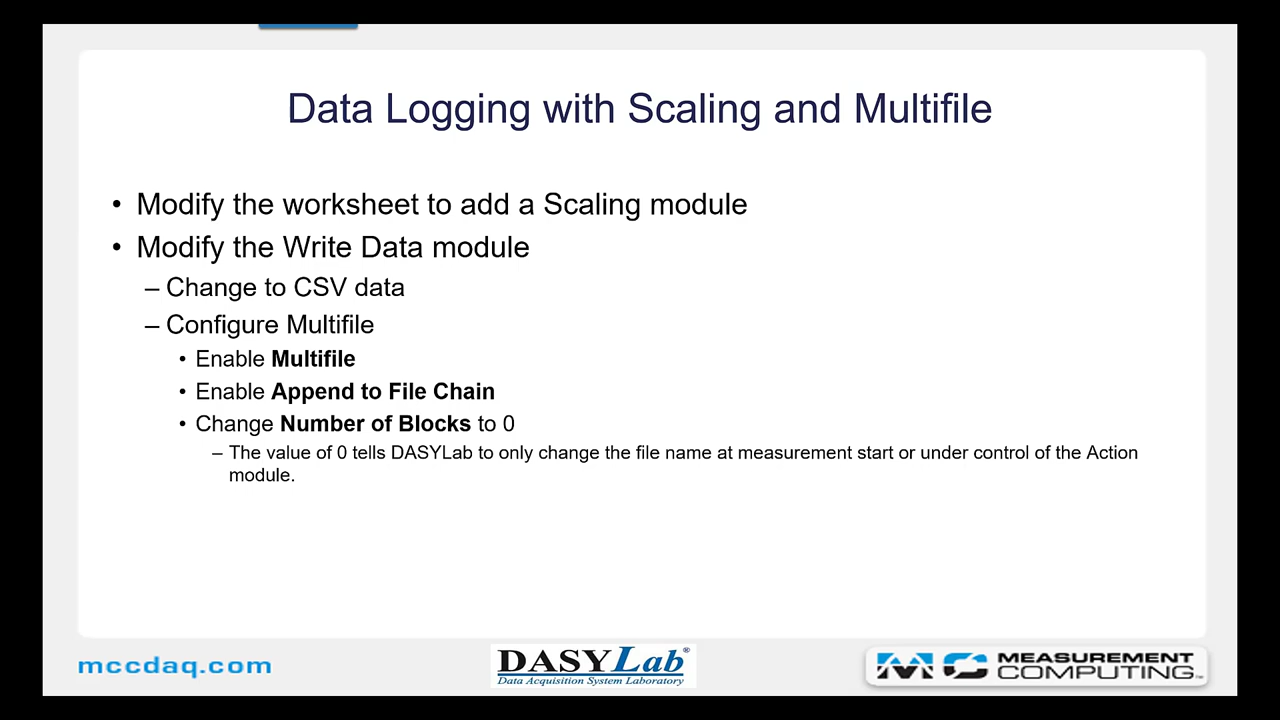 Data Logging with Scaling and Multifile
• Modify the worksheet to add a Scaling module
• Modify the Write Data module
– Change to CSV data
– Configure Multifile
• Enable Multifile
• Enable Append to File Chain
• Change Number of Blocks to 0
– The value of 0 tells DASYLab to only change the file name at measurement start or under control of the Action
module.
mccdaq.com
DASYLab®
Data Acquisition System Laboratory
MC MEASUREMENT
COMPUTING™